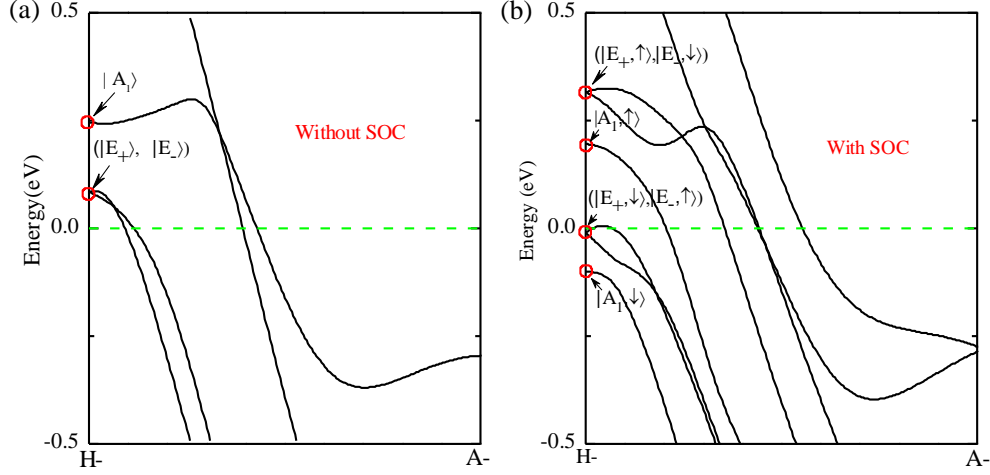 (a)
0.5
Energy(eV)
0.0
-0.5
H-
A-
| A₁⟩
(|E₊⟩, |E₋⟩)
Without SOC
(b)
0.5
Energy (eV)
0.0
-0.5
H-
A-
(|E₊,↑⟩,|E₋,↓⟩)
|A₁,↑⟩
(|E₊,↓⟩,|E₋,↑⟩)
|A₁,↓⟩
With SOC